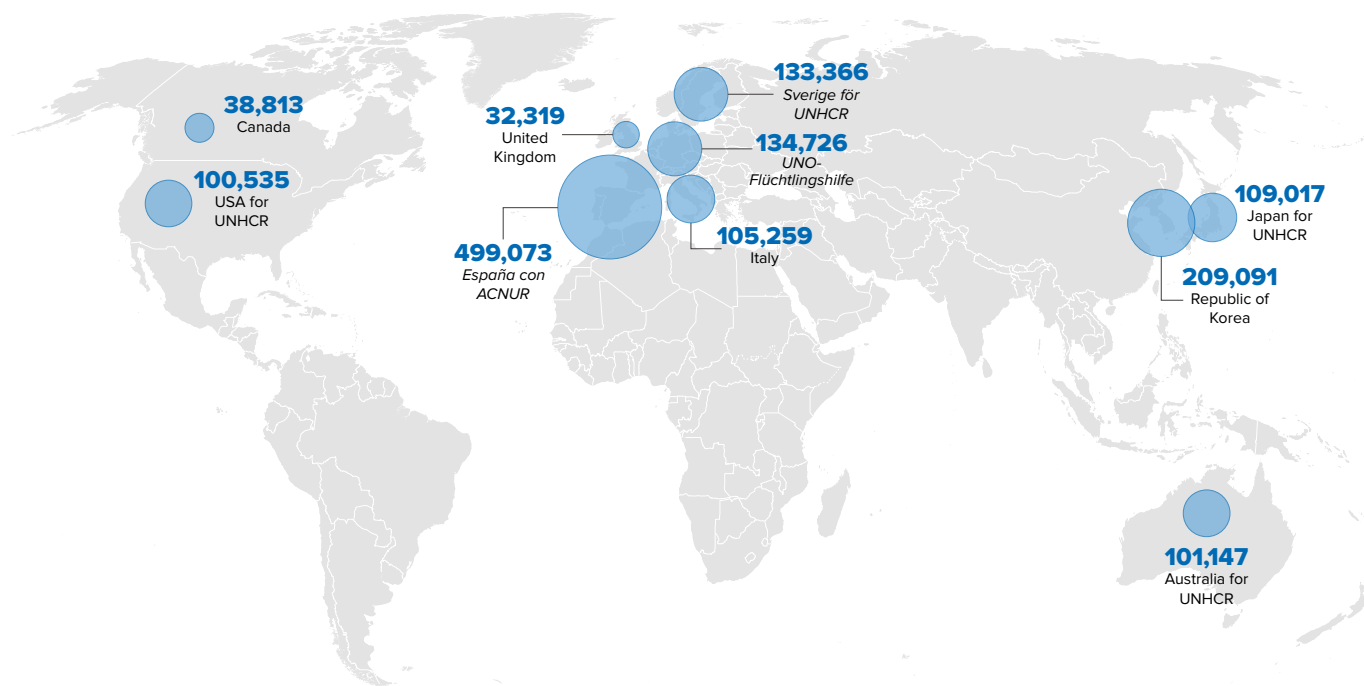 38,813
Canada
100,535
USA for
UNHCR
32,319
United
Kingdom
499,073
España con
ACNUR
133,366
Sverige för
UNHCR
134,726
UNO-
Flüchtlingshilfe
105,259
Italy
109,017
Japan for
UNHCR
209,091
Republic of
Korea
101,147
Australia for
UNHCR